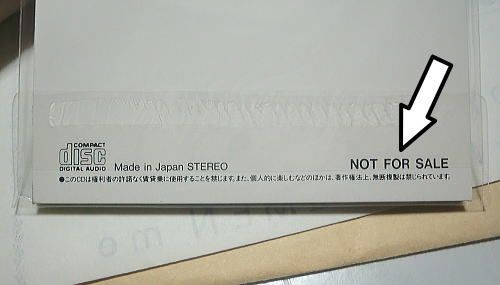 COMPACT
disc
DIGITAL AUDIO
Made in Japan STEREO
NOT FOR SALE
●このCDは権利者の許諾なく賃貸業に使用することを禁じます。また、個人的に楽しむなどのほかは、著作権法上、無断複製は禁じられています。